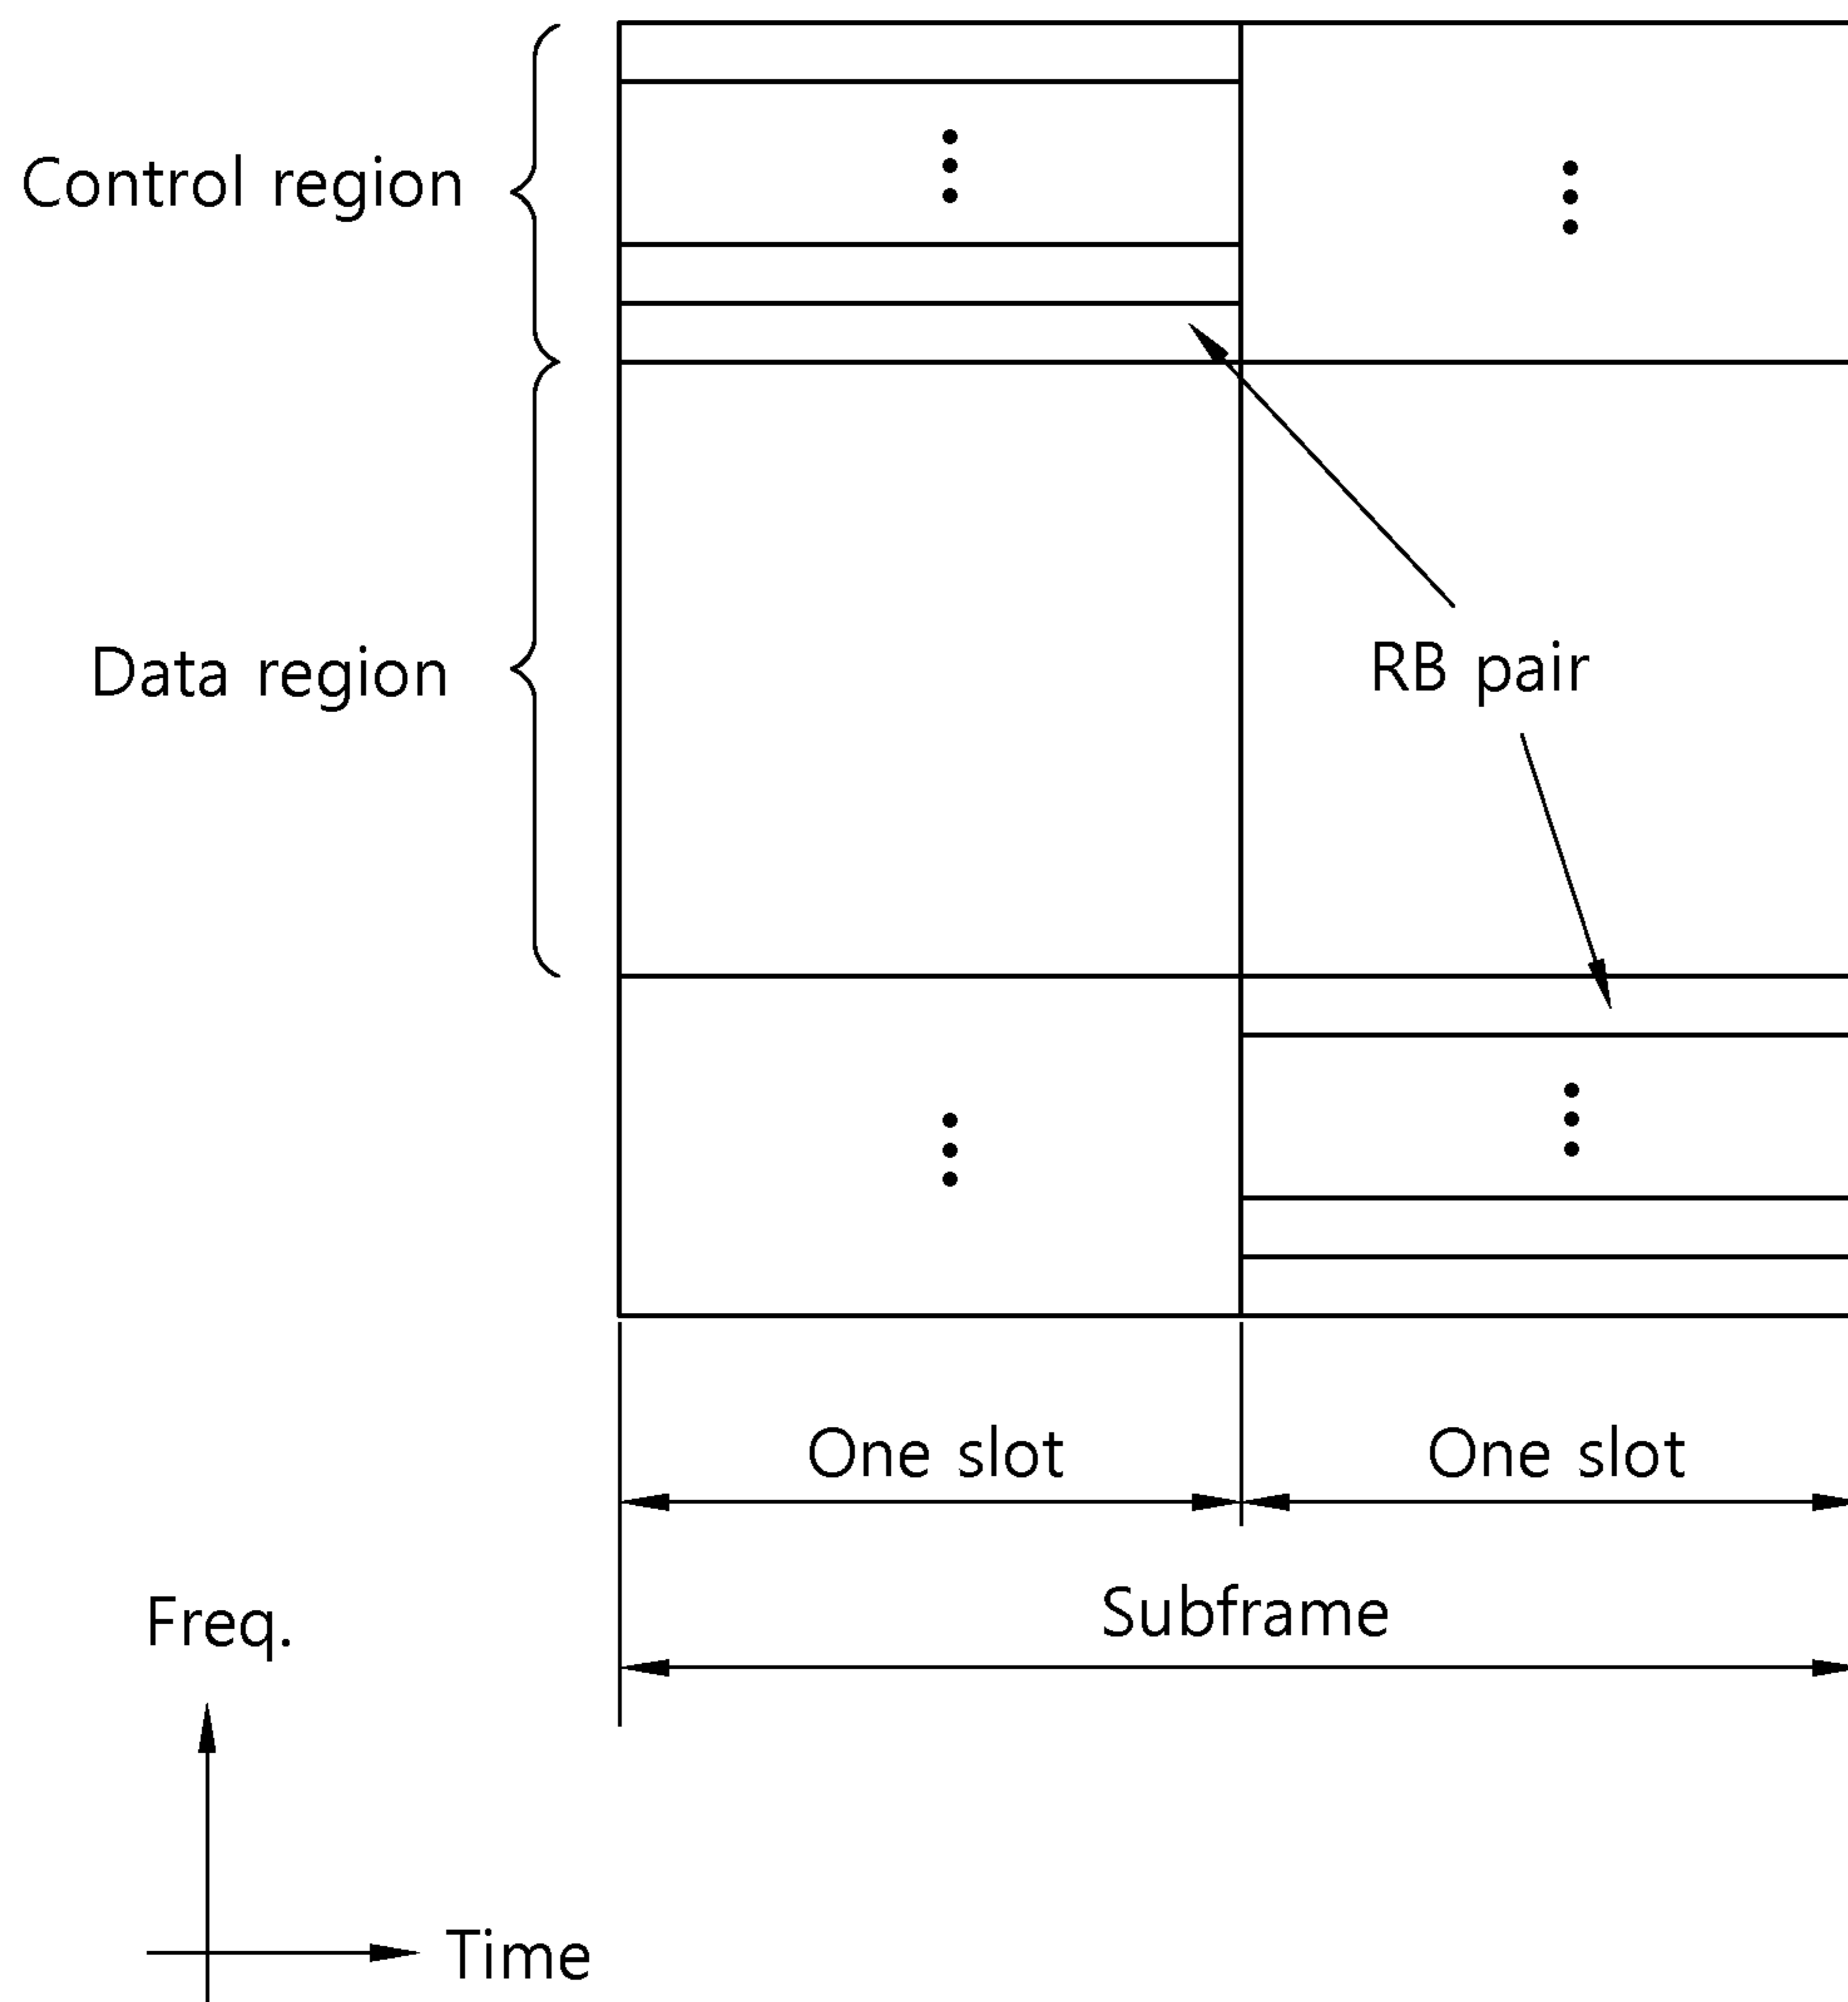 Control region
Data region
RB pair
One slot
One slot
Subframe
Freq.
Time